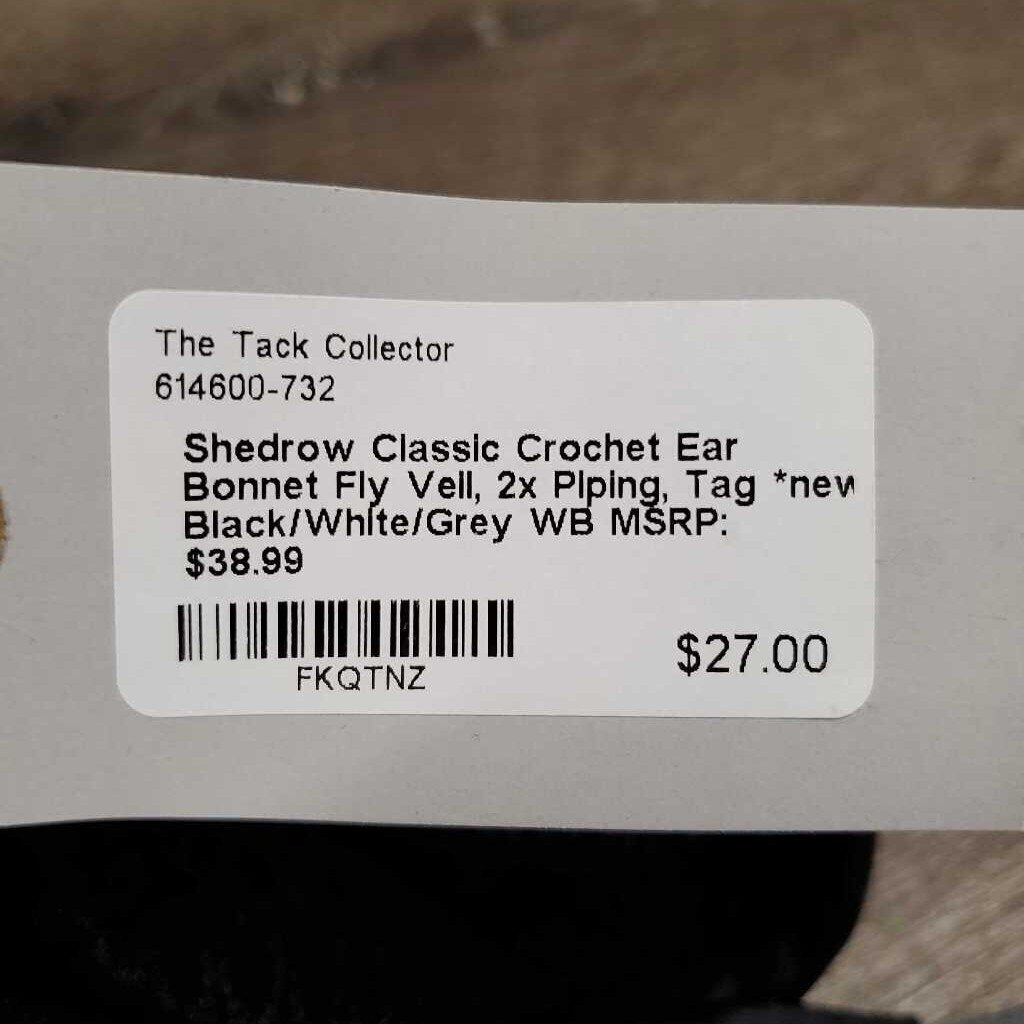 The Tack Collector
614600-732
Shedrow Classic Crochet Ear
Bonnet Fly Veil, 2x Piping, Tag *new
Black/White/Grey WB MSRP:
$38.99
FKQTNZ
$27.00